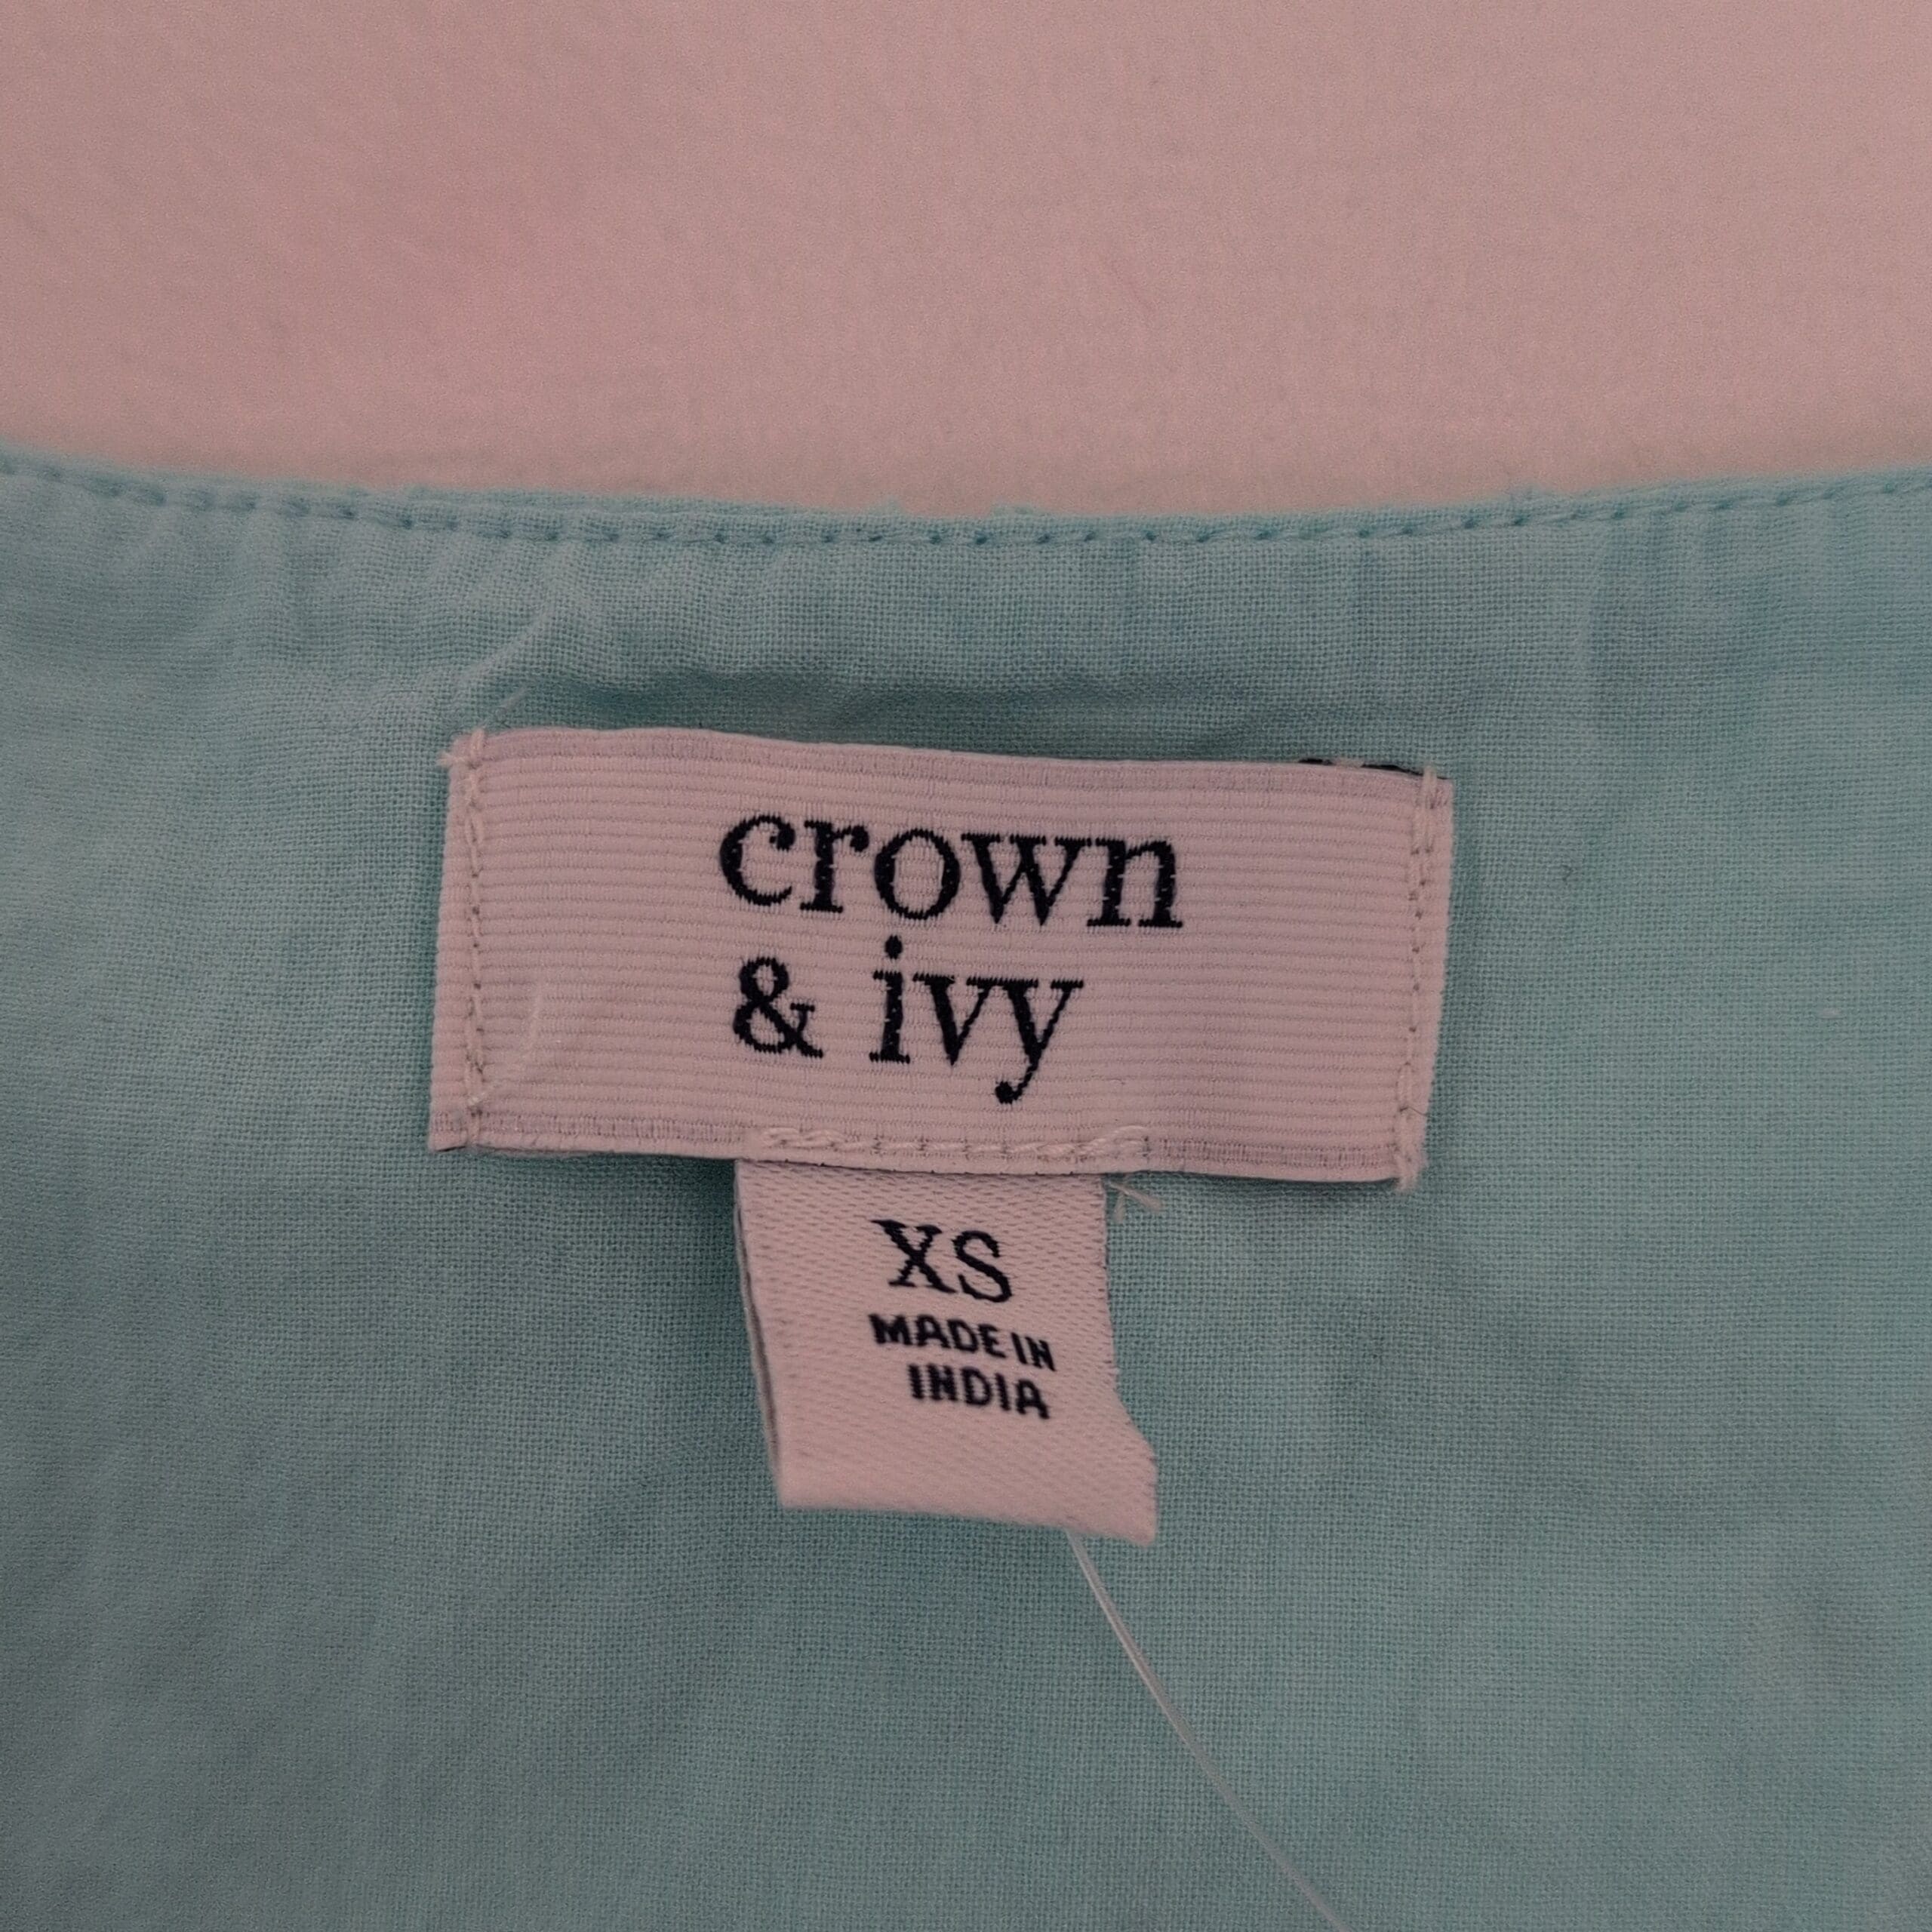 crown
& ivy
XS
MADE IN
INDIA